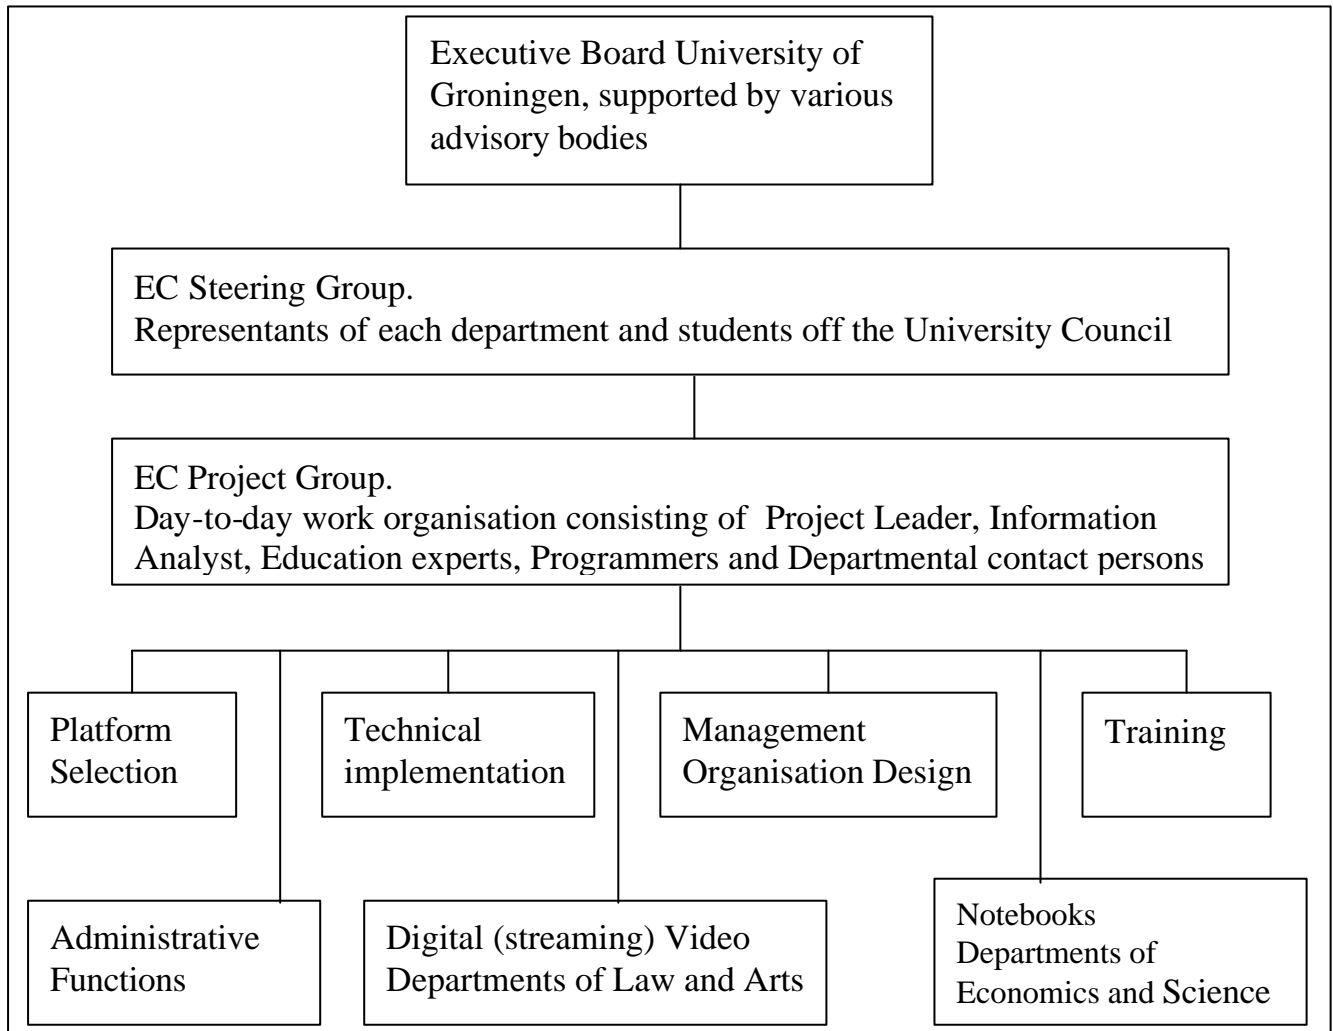 Executive Board University of
Groningen, supported by various
advisory bodies
EC Steering Group.
Representants of each department and students off the University Council
EC Project Group.
Day-to-day work organisation consisting of Project Leader, Information
Analyst, Education experts, Programmers and Departmental contact persons
Platform
Selection
Technical
implementation
Management
Organisation Design
Training
Administrative
Functions
Digital (streaming) Video
Departments of Law and Arts
Notebooks
Departments of
Economics and Science